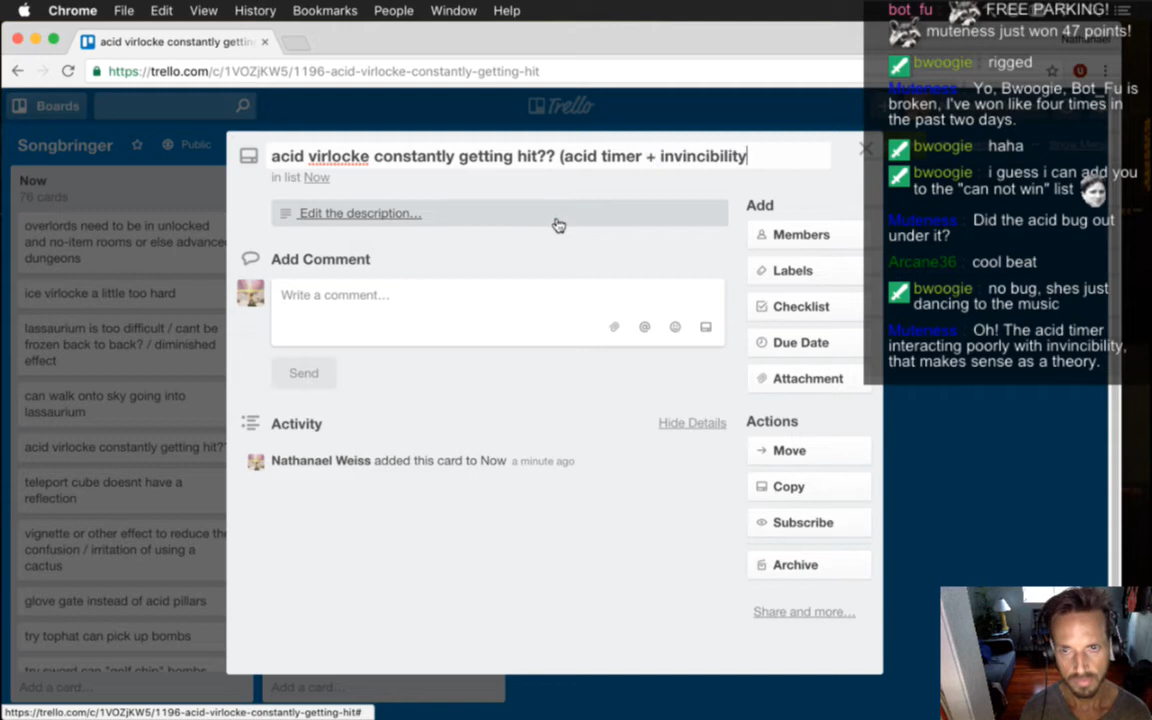 Chrome File Edit View History Bookmarks People Window Help
acid virlocke constantly gettin
https://trello.com/c/1VOZjKW5/1196-acid-virlocke-constantly-getting-hit
Boards
Trello
Songbringer
Public
Now
76 cards
overlords need to be in unlocked
and no-item rooms or else advance
dungeons
ice virlocke a little too hard
lassaurium is too difficult / cant be
frozen back to back? / diminished
effect
can walk onto sky going into
lassaurium
acid virlocke constantly getting hit?
teleport cube doesnt have a
reflection
vignette or other effect to reduce the
confusion / irritation of using a
cactus
glove gate instead of acid pillars
try tophat can pick up bombs
try sword can "golf chip" bombs
Add a card…
Add a card…
acid virlocke constantly getting hit?? (acid timer + invincibility
in list Now
Edit the description…
Add Comment
Write a comment…
Send
Activity
Hide Details
Nathanael Weiss added this card to Now a minute ago
Add
Members
Labels
Checklist
Due Date
Attachment
Actions
Move
Copy
Subscribe
Archive
Share and more…
bot_fu FREE PARKING!
muteness just won 47 points!
bwoogie rigged
Muteness: Yo, Bwoogie, Bot_Fu is
broken, I've won like four times in
the past two days.
bwoogie haha
bwoogie i guess i can add you
to the "can not win" list
Muteness: Did the acid bug out
under it?
Arcane36: cool beat
bwoogie no bug, shes just
dancing to the music
Muteness: Oh! The acid timer
interacting poorly with invincibility,
that makes sense as a theory.
https://trello.com/c/1VOZjKW5/1196-acid-virlocke-constantly-getting-hit#